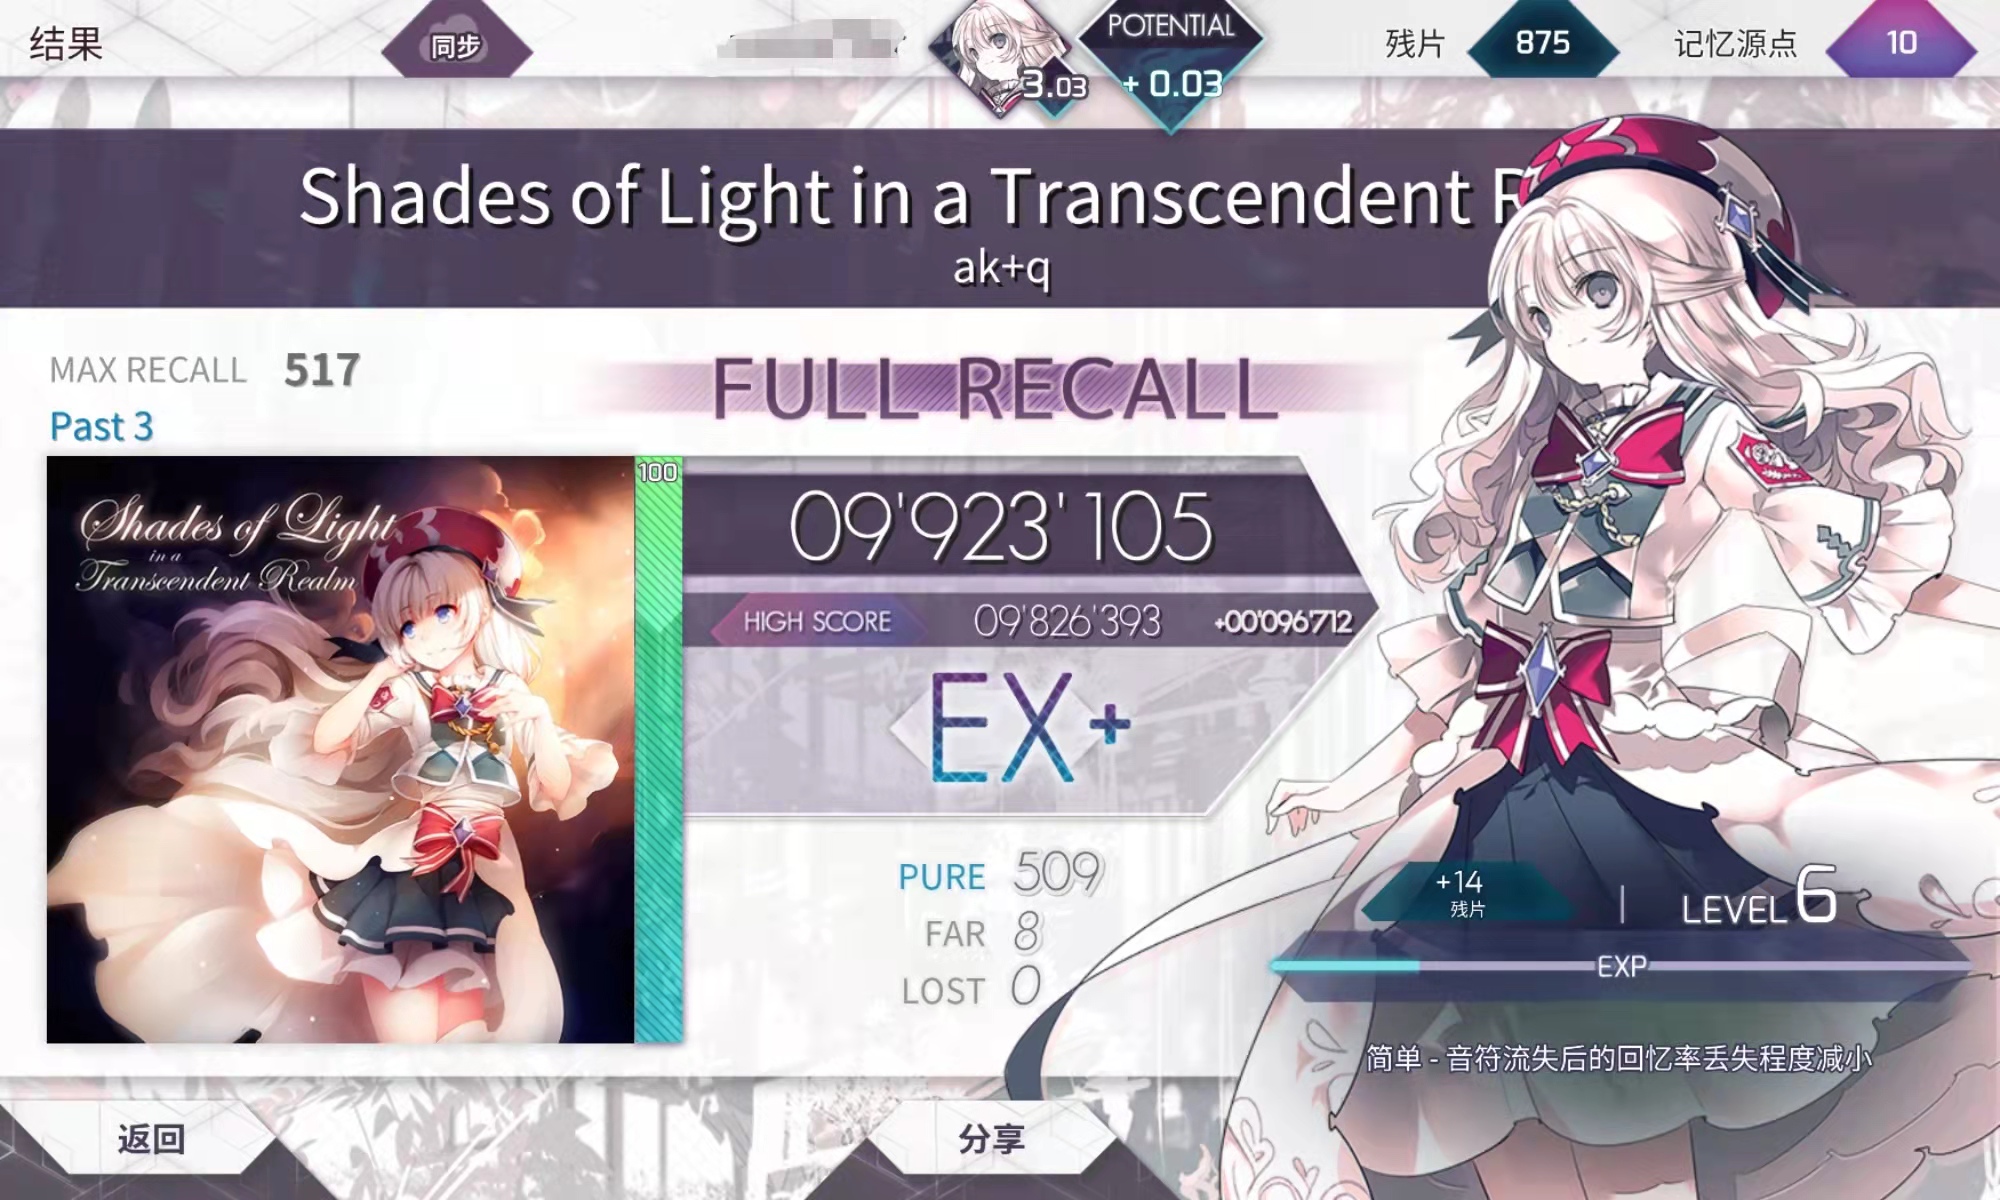 结果
同步
3.03
POTENTIAL
+ 0.03
残片
875
记忆源点
10
Shades of Light in a Transcendent
ak+q
MAX RECALL 517
FULL RECALL
Past 3
100
Shades of Light
in a
Transcendent Realm
09'923'105
HIGH SCORE 09'826'393 +00'096'712
EX+
PURE 509
FAR 8
LOST 0
+14
残片
LEVEL 6
EXP
简单 - 音符流失后的回忆率丢失程度减小
返回
分享